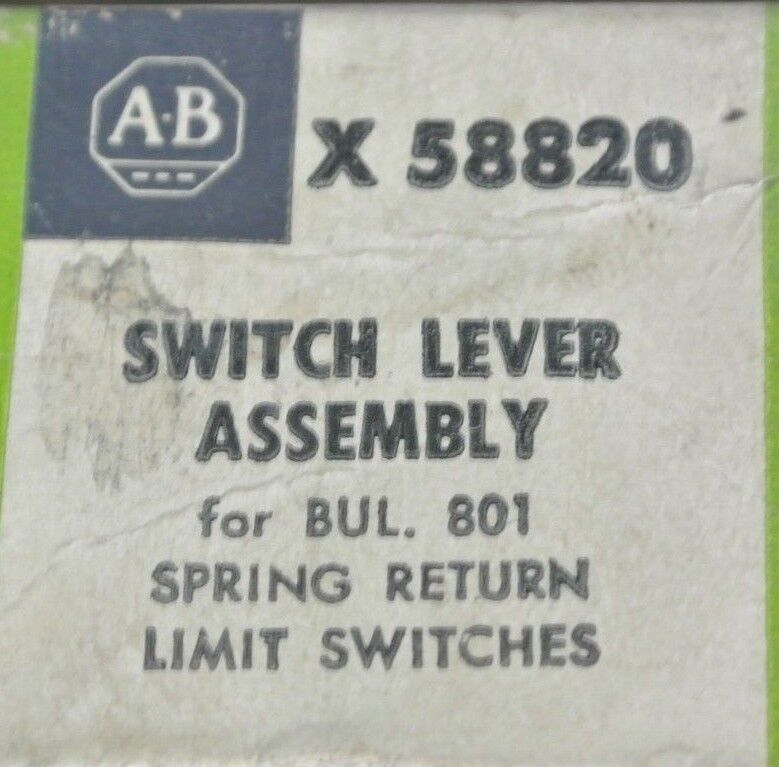 A·B
X 58820
SWITCH LEVER
ASSEMBLY
for BUL. 801
SPRING RETURN
LIMIT SWITCHES